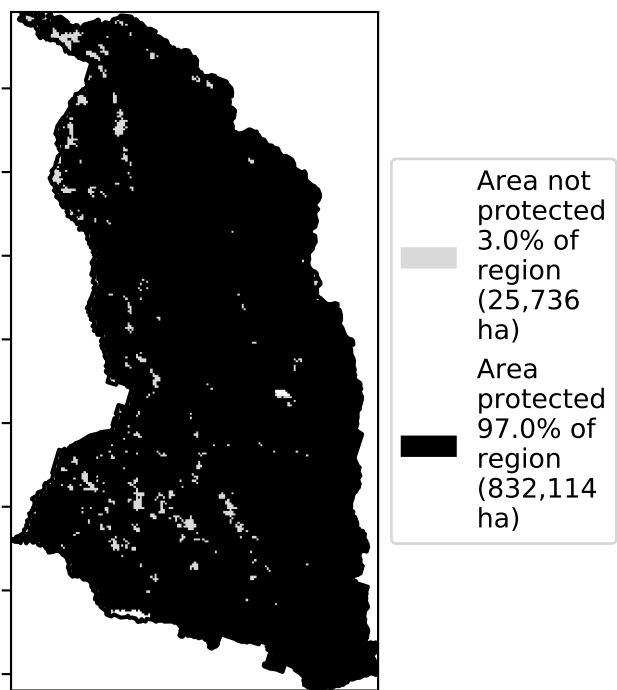 Area not
protected
3.0% of
region
(25,736
ha)
Area
protected
97.0% of
region
(832,114
ha)